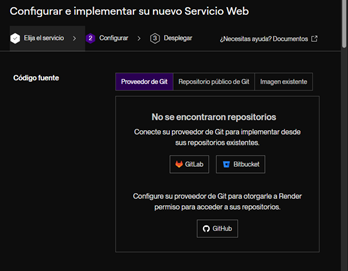 Configurar e implementar su nuevo Servicio Web
Elija el servicio
2 Configurar
3 Desplegar
¿Necesitas ayuda? Documentos
Código fuente
Proveedor de Git
Repositorio público de Git
Imagen existente
No se encontraron repositorios
Conecte su proveedor de Git para implementar desde
sus repositorios existentes.
GitLab
Bitbucket
Configure su proveedor de Git para otorgarle a Render
permiso para acceder a sus repositorios.
GitHub